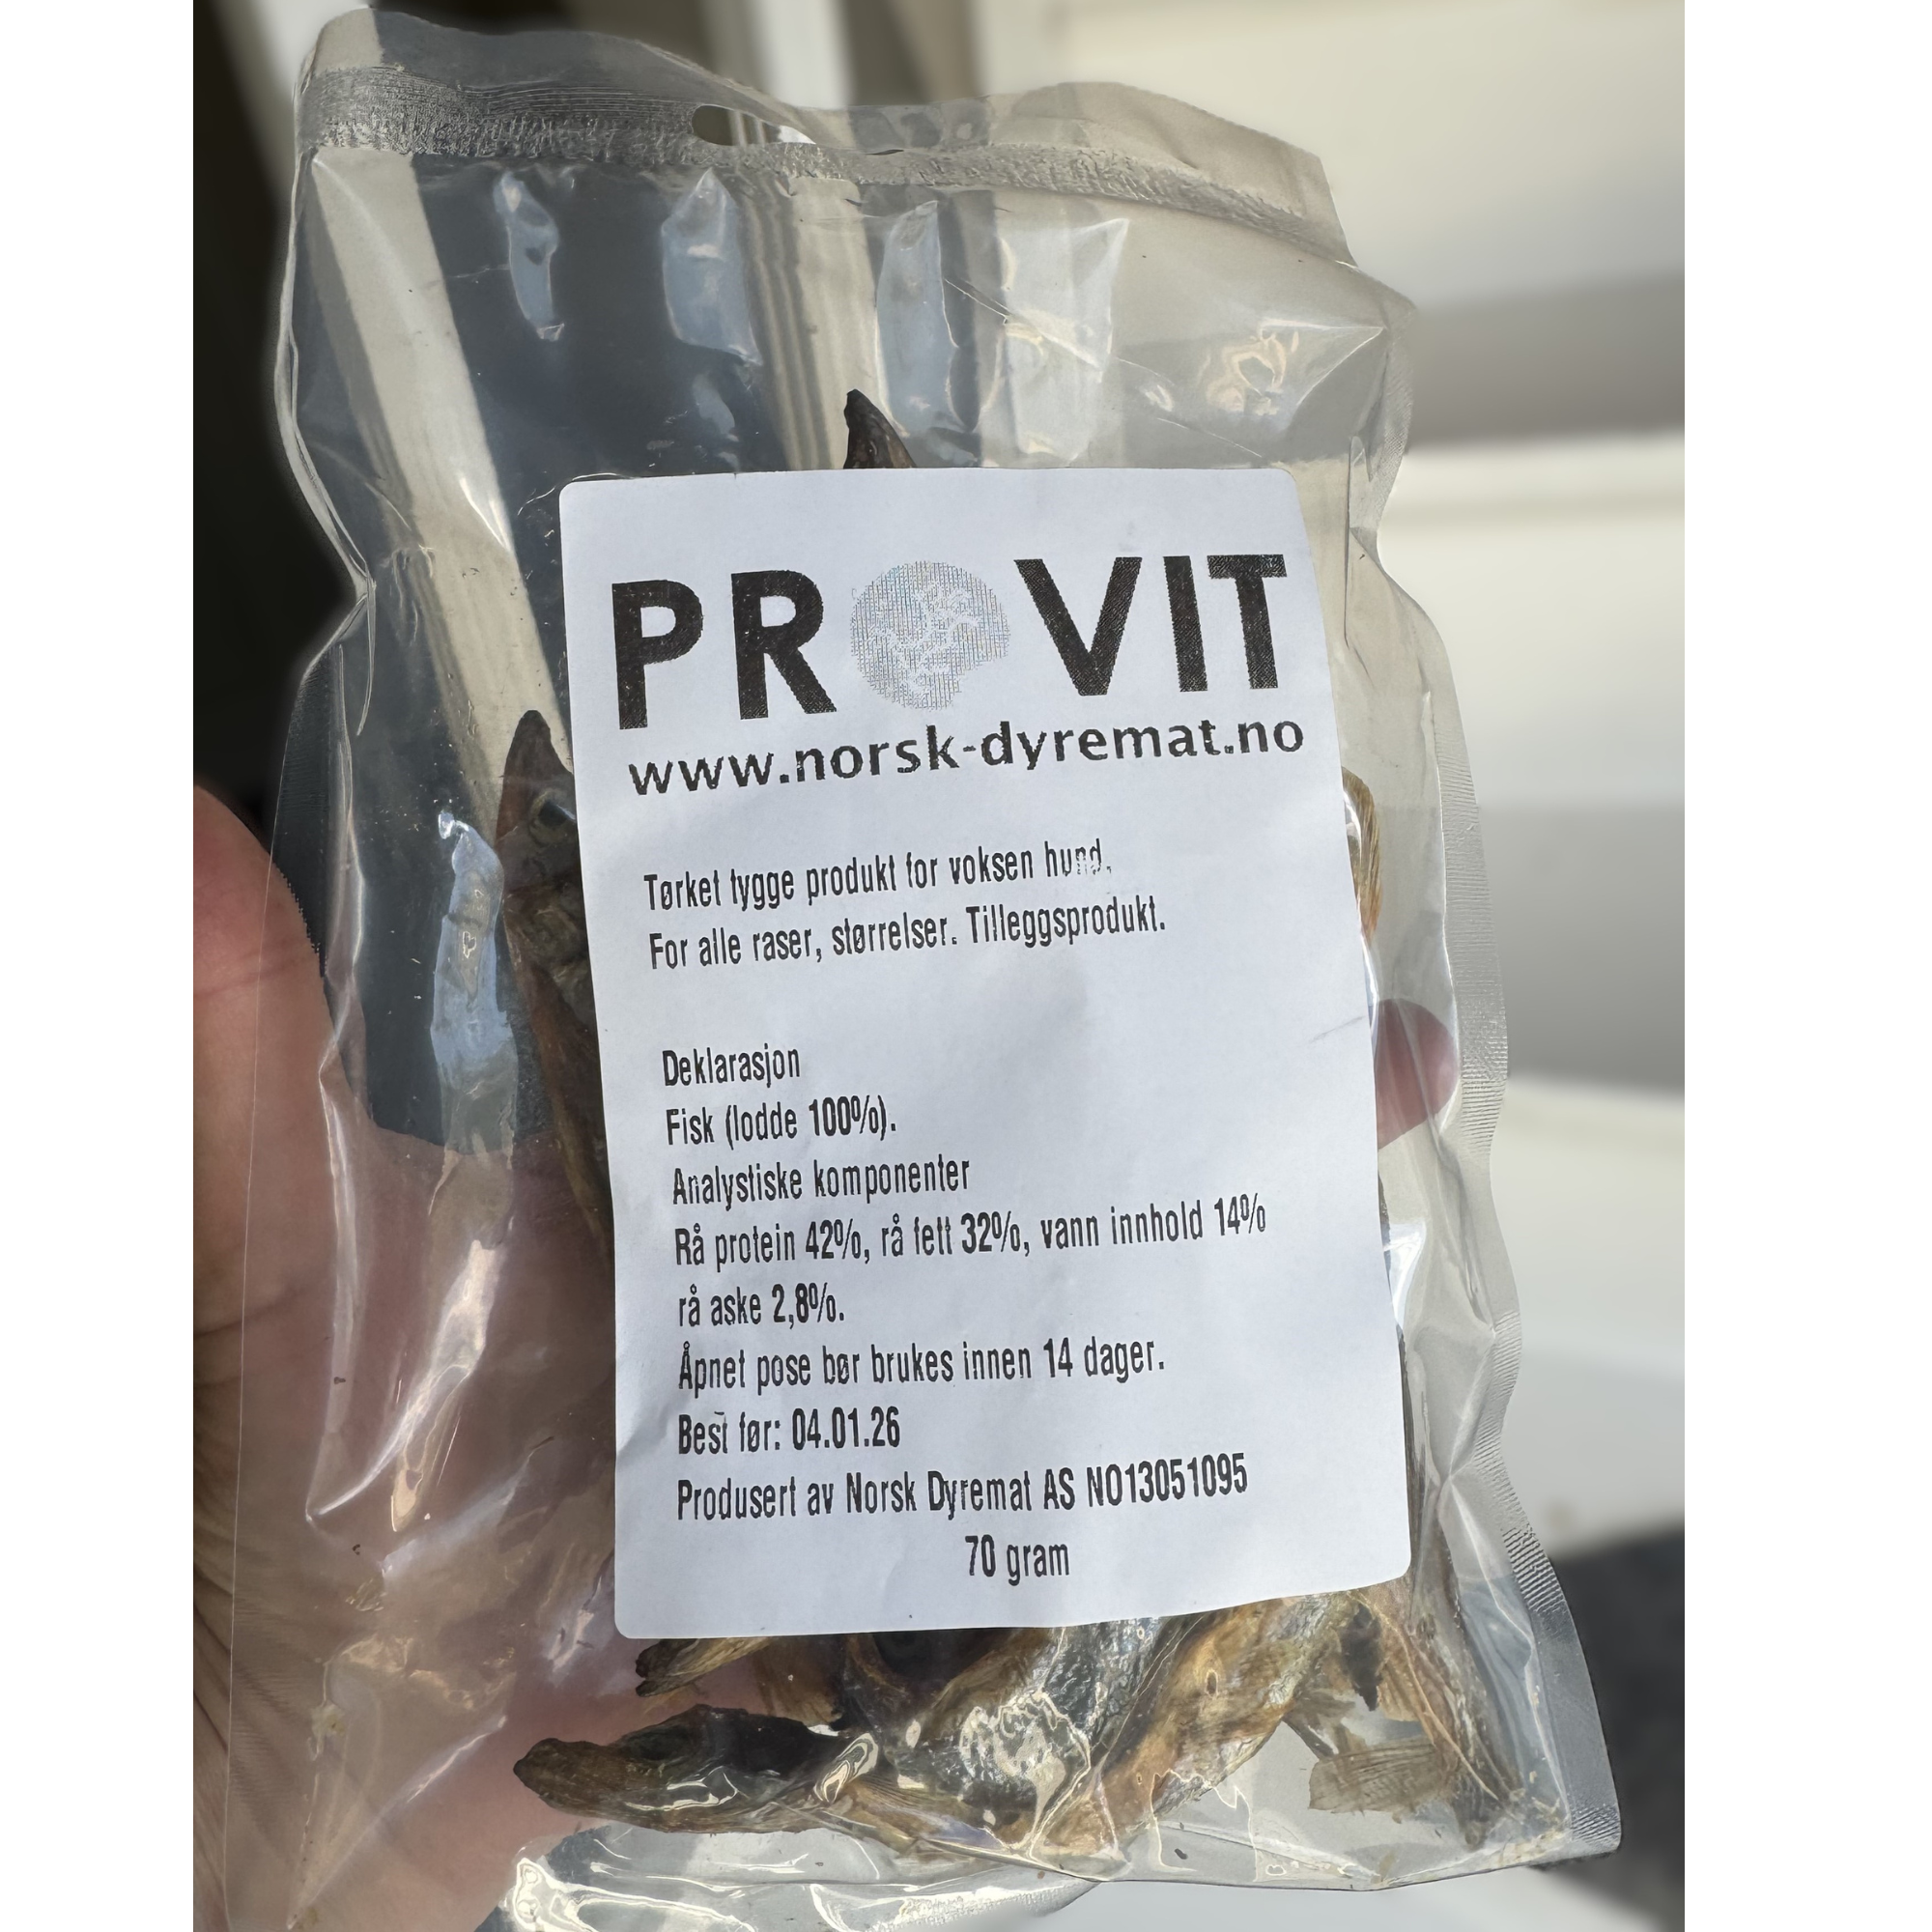 PROVIT
www.norsk-dyremat.no
Tørket tygge produkt for voksen hund.
For alle raser, størrelser. Tilleggsprodukt.
Deklarasjon
Fisk (lodde 100%).
Analystiske komponenter
Rå protein 42%, rå fett 32%, vann innhold 14%
rå aske 2,8%.
Åpnet pose bør brukes innen 14 dager.
Best før: 04.01.26
Produsert av Norsk Dyremat AS NO13051095
70 gram